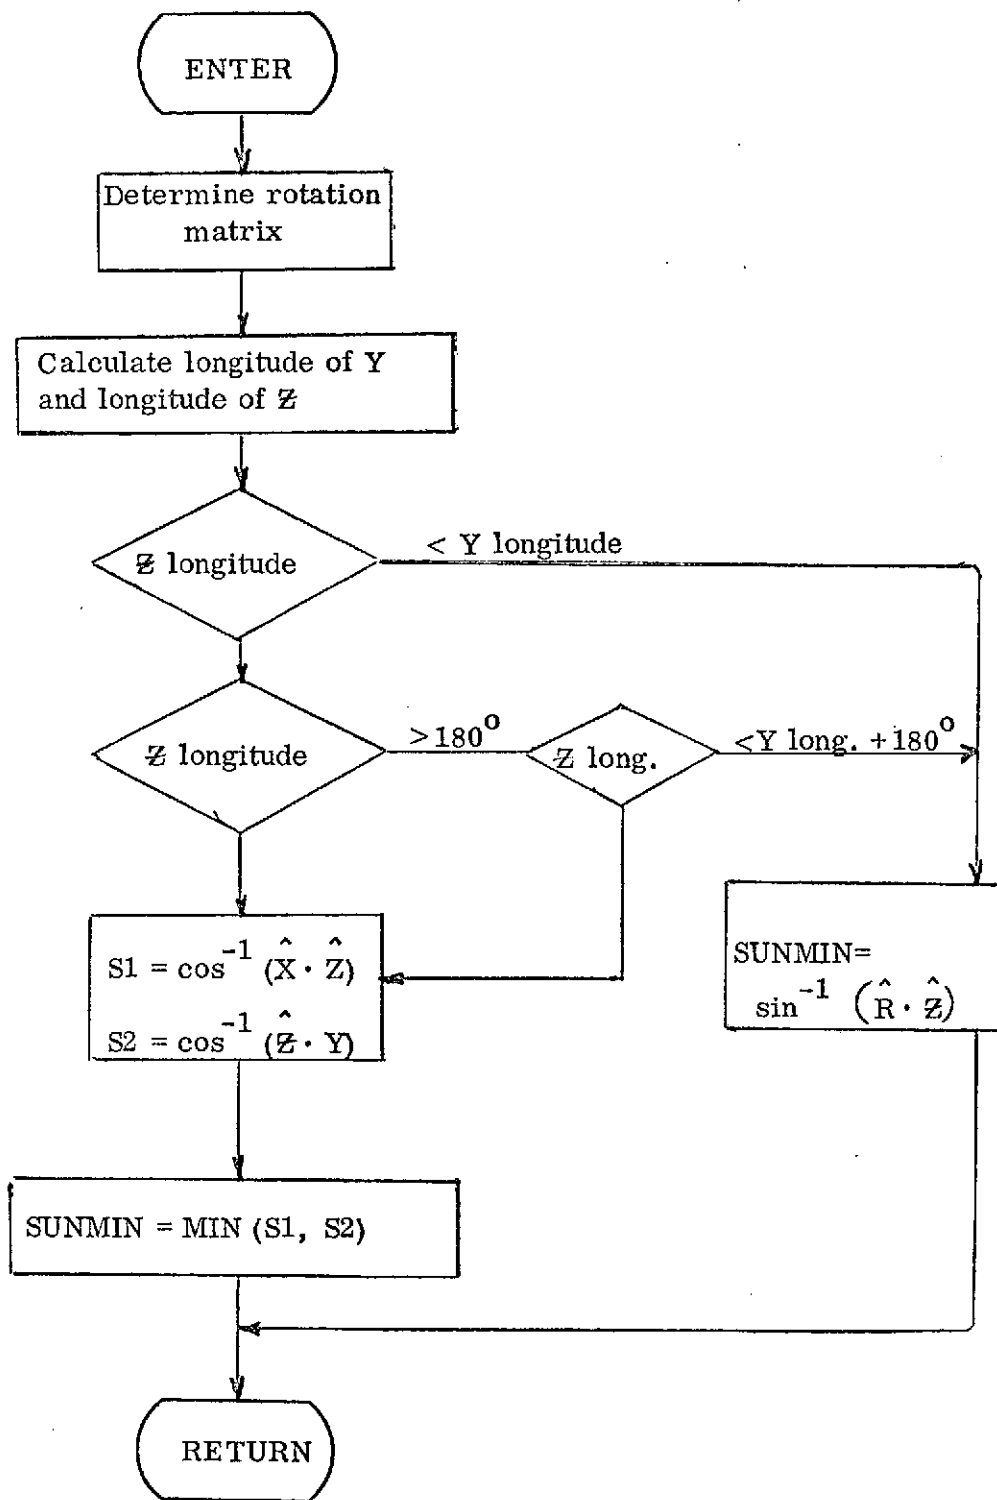 ENTER
Determine rotation
matrix
Calculate longitude of Y
and longitude of Ƶ
Ƶ longitude
< Y longitude
Ƶ longitude
>180°
Ƶ long.
<Y long. +180°
S1 = cos⁻¹ (X̂ · Ẑ)
S2 = cos⁻¹ (Ƶ̂ · Y)
SUNMIN=
sin⁻¹ (R̂ · Ƶ̂)
SUNMIN = MIN (S1, S2)
RETURN